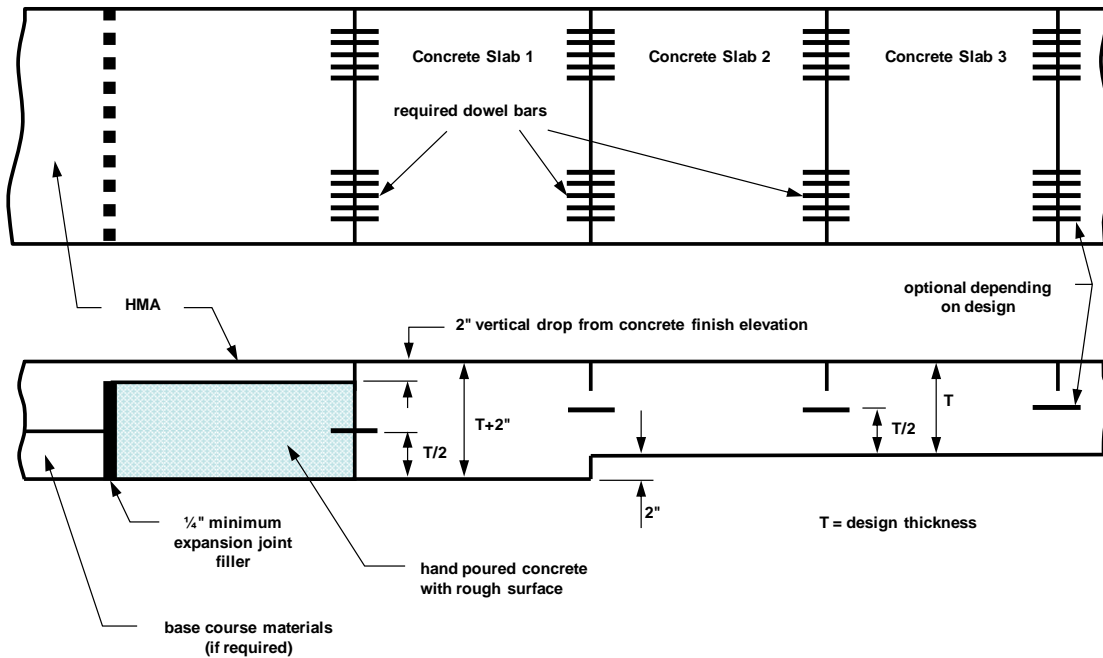 Concrete Slab 1
Concrete Slab 2
Concrete Slab 3
required dowel bars
HMA
optional depending
on design
2" vertical drop from concrete finish elevation
T+2"
T/2
T/2
T
2"
¼" minimum
expansion joint
filler
T = design thickness
hand poured concrete
with rough surface
base course materials
(if required)